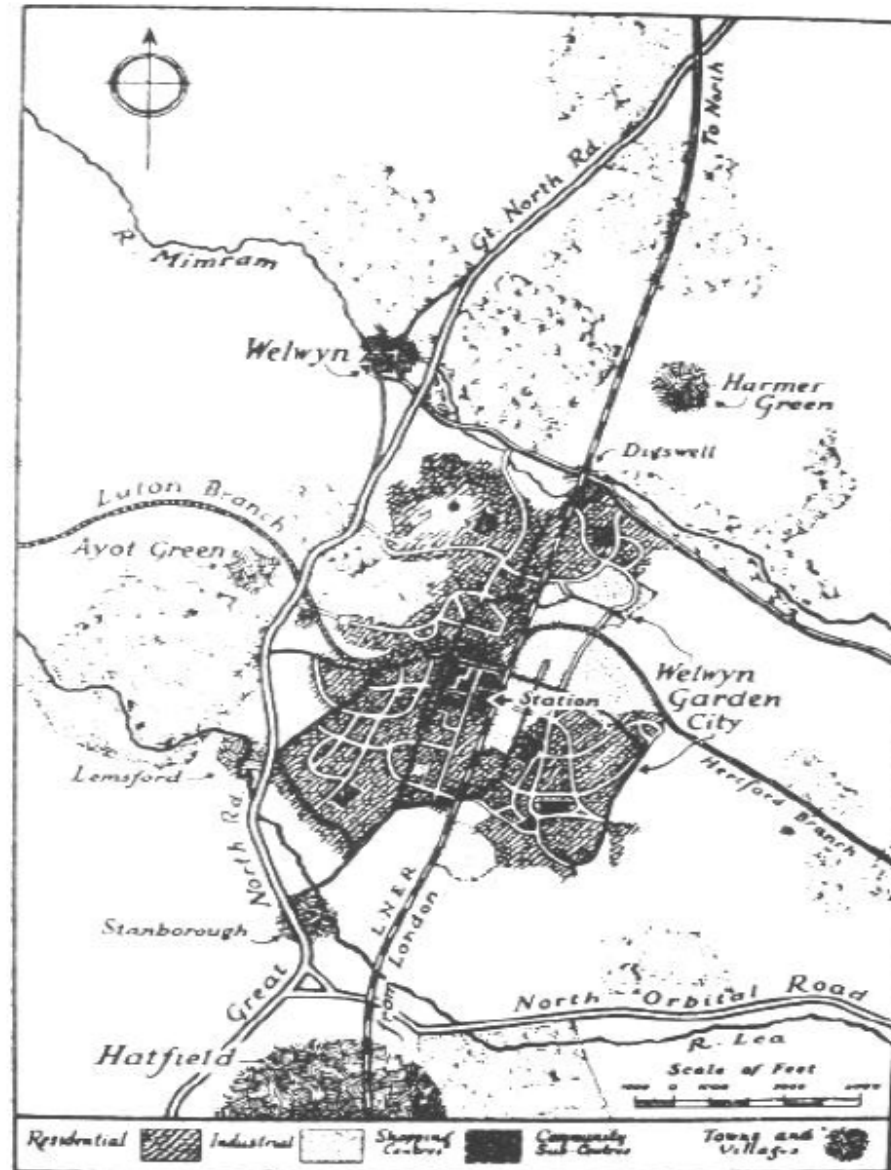 To North
Gt. North Rd.
R. Mimram
Welwyn
Harmer
Green
Digswell
Luton Branch
Ayot Green
Welwyn
Garden
City
Station
Lemsford
Hertford Branch
North Rd
Stanborough
L.N.E.R
From London
Great
North Orbital Road
R. Lea
Hatfield
Scale of Feet
0
Residential
Industrial
Shopping
Centres
Community
Sub-Centres
Towns and
Villages